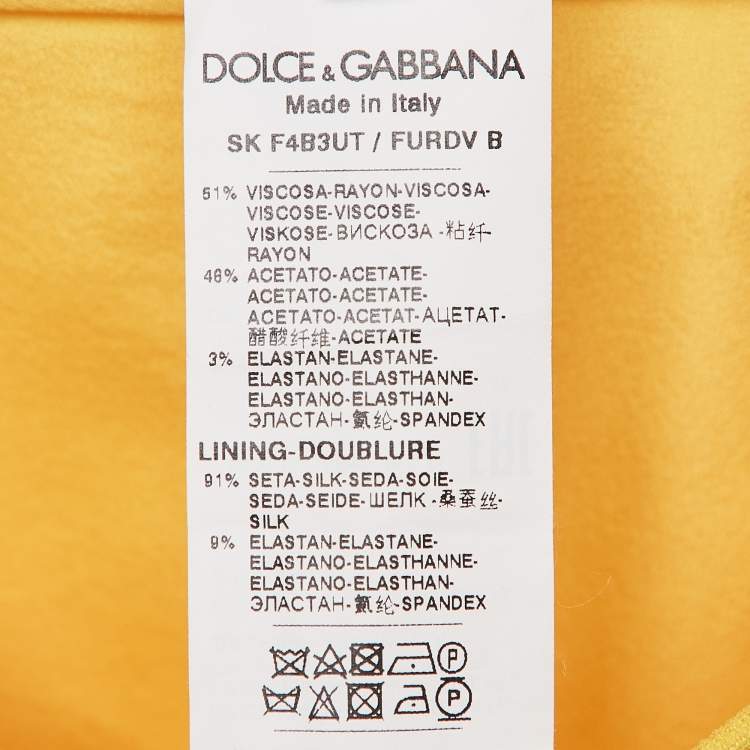 DOLCE & GABBANA
Made in Italy
SK F4B3UT / FURDV B
51% VISCOSA-RAYON-VISCOSA-
VISCOSE-VISCOSE-
VISKOSE-ВИСКОЗА -粘纤-
RAYON
46% ACETATO-ACETATE-
ACETATO-ACETATE-
ACETATO-ACETAT-АЦЕТАТ-
醋酸纤维-ACETATE
3% ELASTAN-ELASTANE-
ELASTANO-ELASTHANNE-
ELASTANO-ELASTHAN-
ЭЛАСТАН-氨纶-SPANDEX
LINING-DOUBLURE
91% SETA-SILK-SEDA-SOIE-
SEDA-SEIDE-ШЕЛК -桑蚕丝-
SILK
9% ELASTAN-ELASTANE-
ELASTANO-ELASTHANNE-
ELASTANO-ELASTHAN-
ЭЛАСТАН-氨纶-SPANDEX
P
P